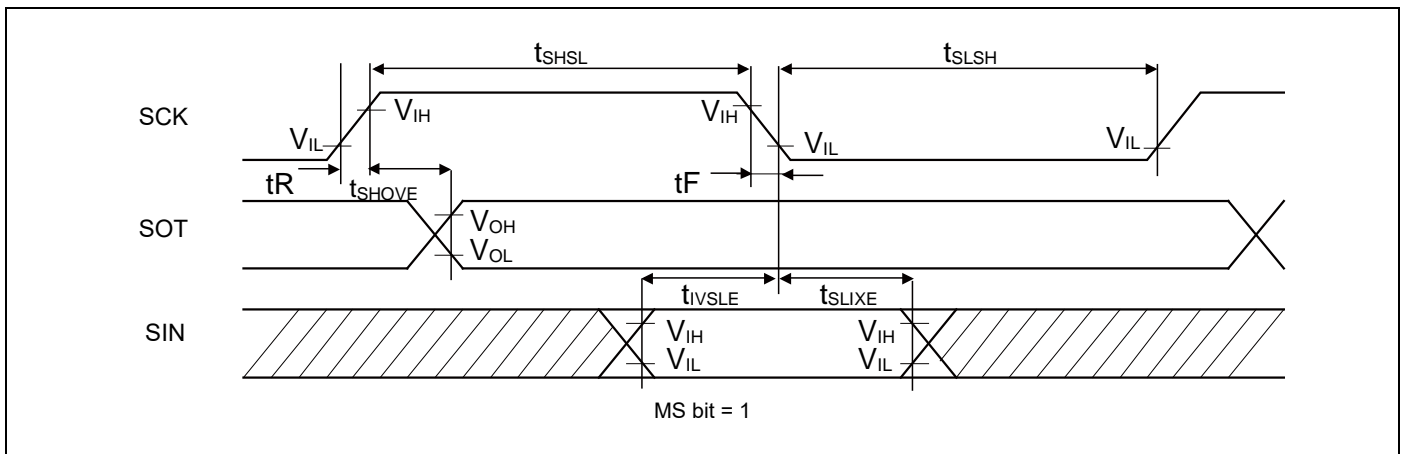 tSHSL tSLSH
SCK VIH VIH
VIL VIL VIL
tR tSHOVE tF
SOT VOH
VOL
tIVSLE tSLIXE
SIN VIH VIH
VIL VIL
MS bit = 1